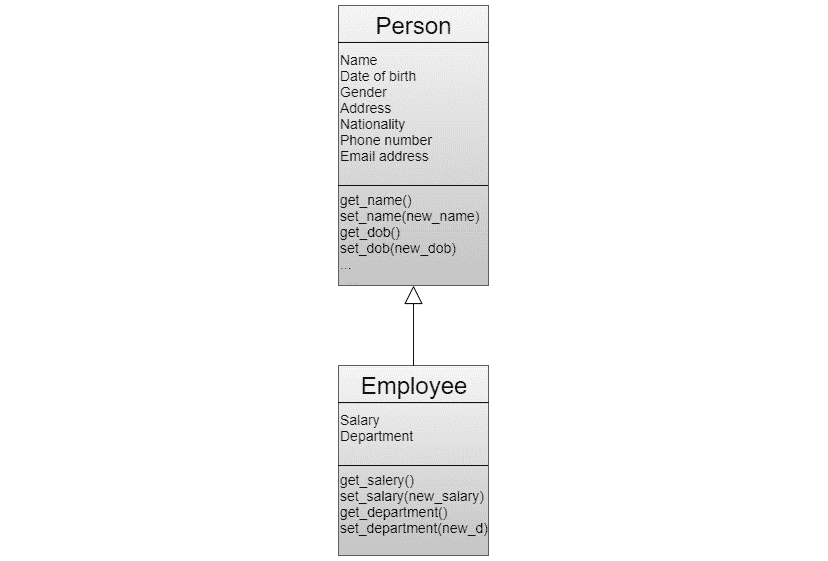 Person
Name
Date of birth
Gender
Address
Nationality
Phone number
Email address
get_name()
set_name(new_name)
get_dob()
set_dob(new_dob)
...
Employee
Salary
Department
get_salery()
set_salary(new_salary)
get_department()
set_department(new_d)